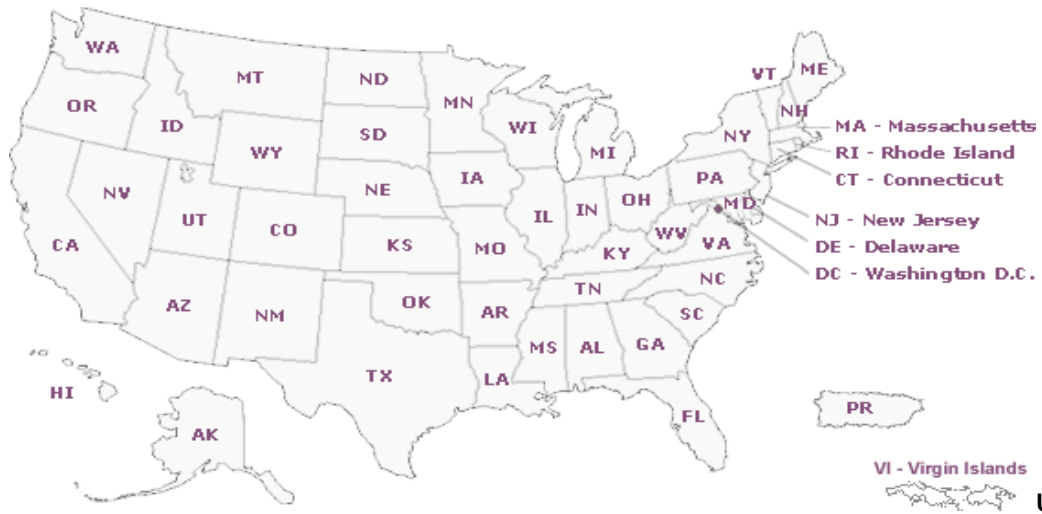 WA
MT
ND
MN
VT
ME
OR
ID
SD
WI
NH
NY
MA - Massachusetts
WY
MI
RI - Rhode Island
IA
PA
CT - Connecticut
NV
NE
OH
UT
CO
IL
IN
MD
NJ - New Jersey
CA
KS
MO
KY
WV
VA
DE - Delaware
DC - Washington D.C.
AZ
NM
OK
AR
TN
NC
SC
MS
AL
GA
TX
LA
HI
AK
FL
PR
VI - Virgin Islands